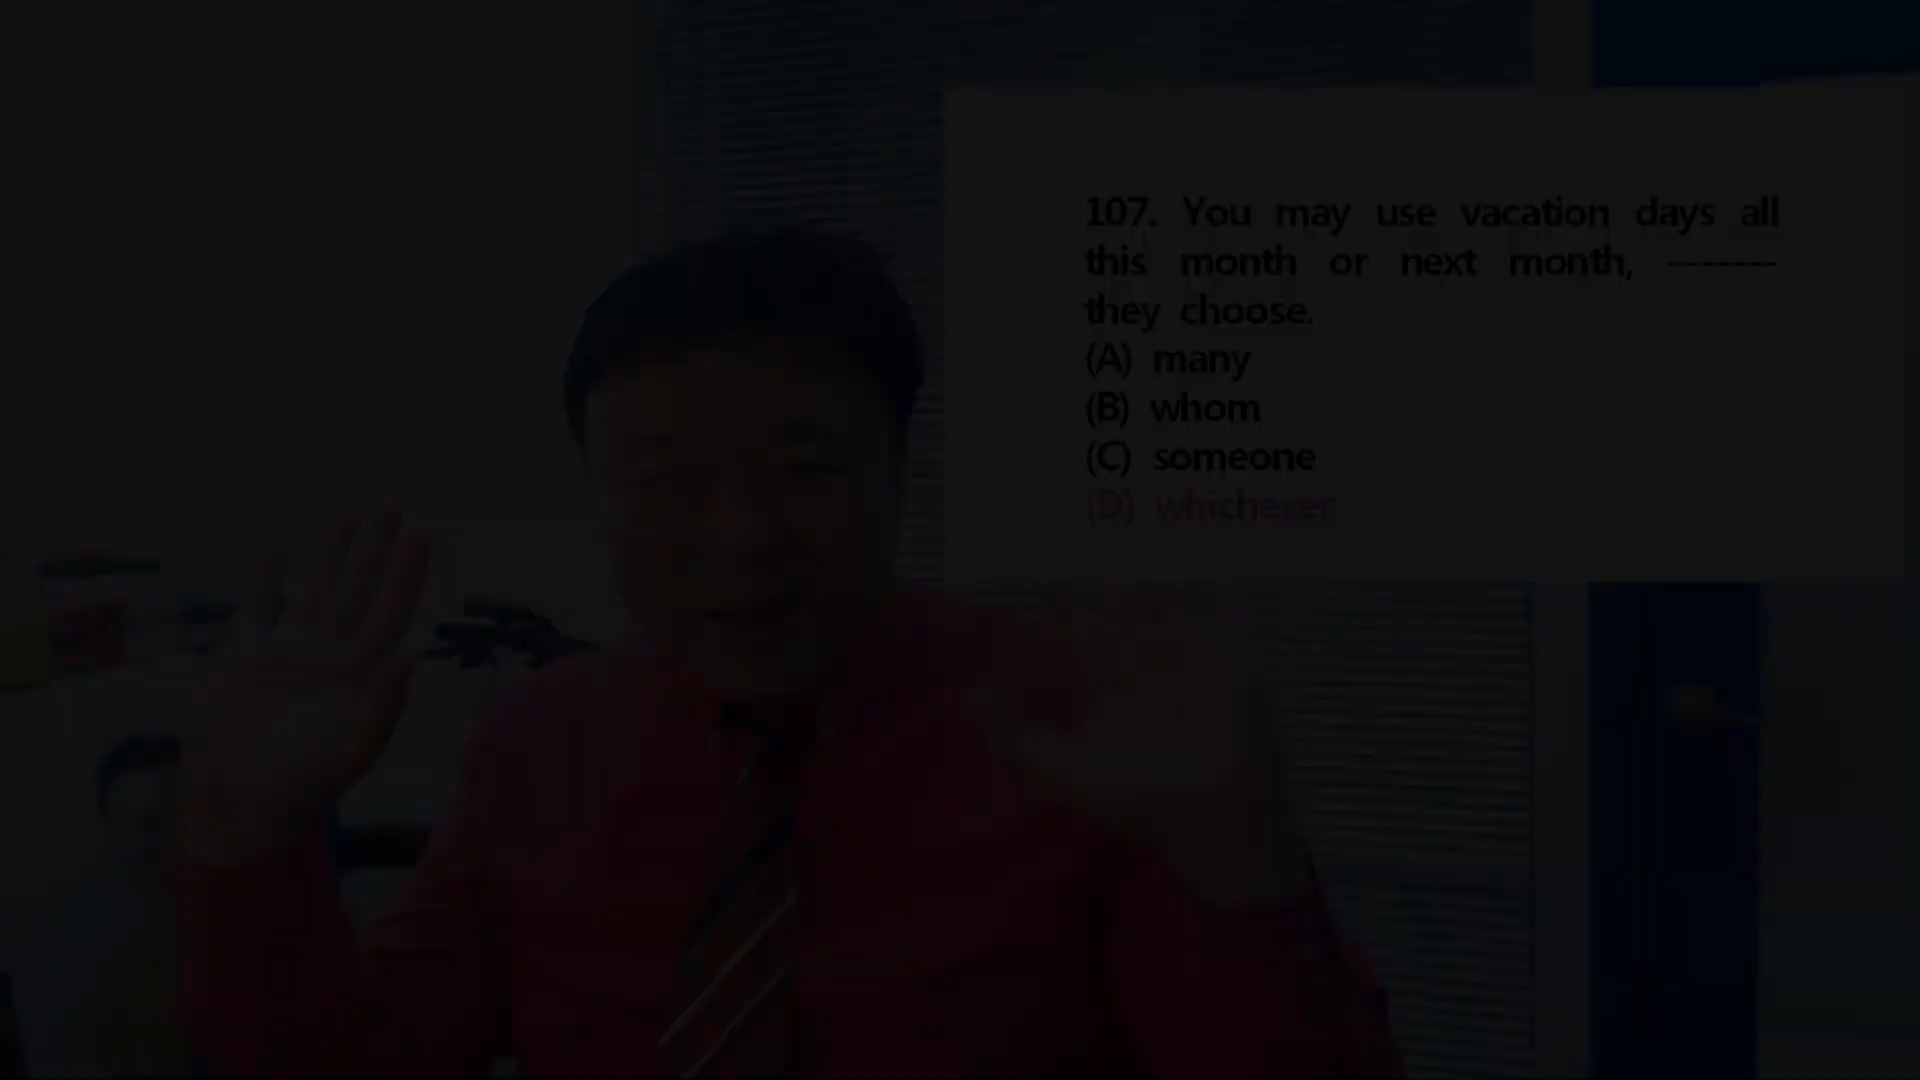 107. You may use vacation days all
this month or next month, -------
they choose.
(A) many
(B) whom
(C) someone
(D) whichever